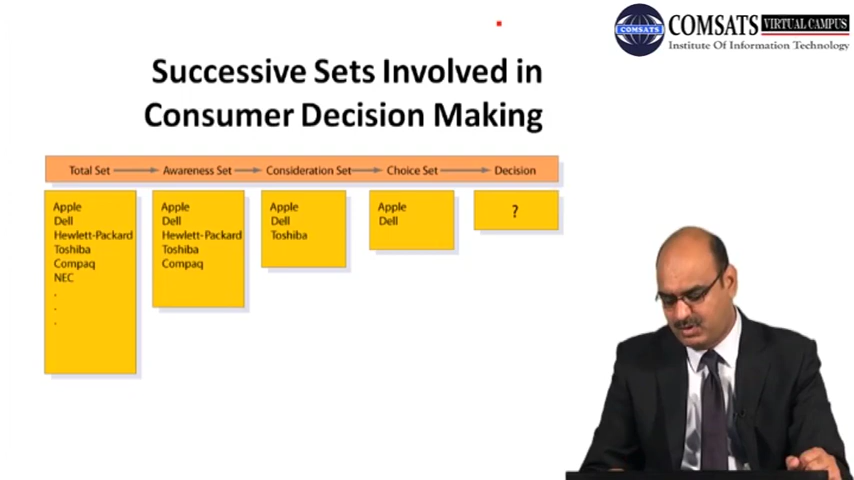 COMSATS
COMSATS VIRTUAL CAMPUS
Institute Of Information Technology
Successive Sets Involved in
Consumer Decision Making
Total Set Awareness Set Consideration Set Choice Set Decision
Apple
Dell
Hewlett-Packard
Toshiba
Compaq
NEC
.
.
.
Apple
Dell
Hewlett-Packard
Toshiba
Compaq
Apple
Dell
Toshiba
Apple
Dell
?